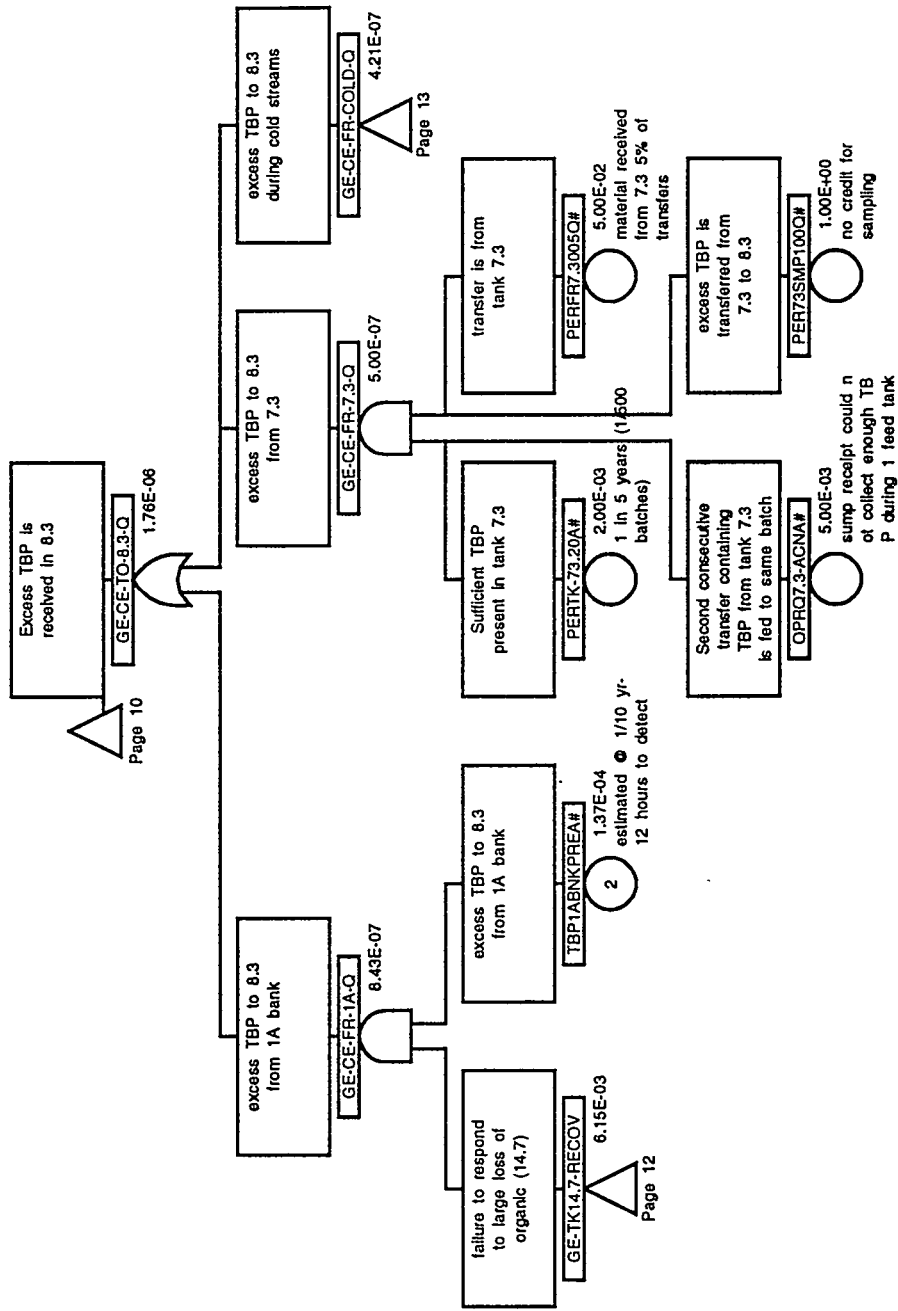 Excess TBP is
received in 8.3
GE-CE-TO-8.3-Q
1.76E-06
Page 10
excess TBP to 8.3
from 1A bank
GE-CE-FR-1A-Q
8.43E-07
excess TBP to 8.3
from 7.3
GE-CE-FR-7.3-Q
5.00E-07
excess TBP to 8.3
during cold streams
GE-CE-FR-COLD-Q
4.21E-07
Page 13
failure to respond
to large loss of
organic (14.7)
GE-TK14.7-RECOV
6.15E-03
Page 12
excess TBP to 8.3
from 1A bank
TBP1ABNKPREA#
2
1.37E-04
estimated @ 1/10 yr-
12 hours to detect
Sufficient TBP
present in tank 7.3
PERTK-73.20A#
2.00E-03
1 in 5 years (1/500
batches)
transfer is from
tank 7.3
PERFR7.3005Q#
5.00E-02
material received
from 7.3 5% of
transfers
Second consecutive
transfer containing
TBP from tank 7.3
is fed to same batch
OPRQ7.3-ACNA#
5.00E-03
sump receipt could n
ot collect enough TB
P during 1 feed tank
excess TBP is
transferred from
7.3 to 8.3
PER73SMP100Q#
1.00E+00
no credit for
sampling